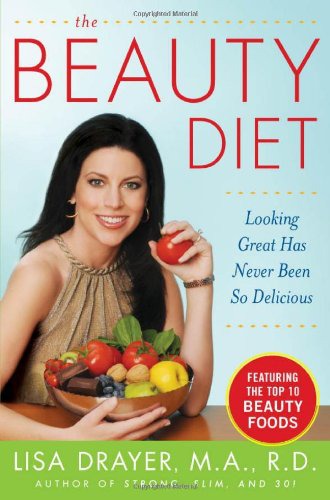 the
BEAUTY
DIET
Looking
Great Has
Never Been
So Delicious
FEATURING
THE TOP 10
BEAUTY
FOODS
LISA DRAYER, M.A., R.D.
AUTHOR OF STRONG, SLIM, AND 30!